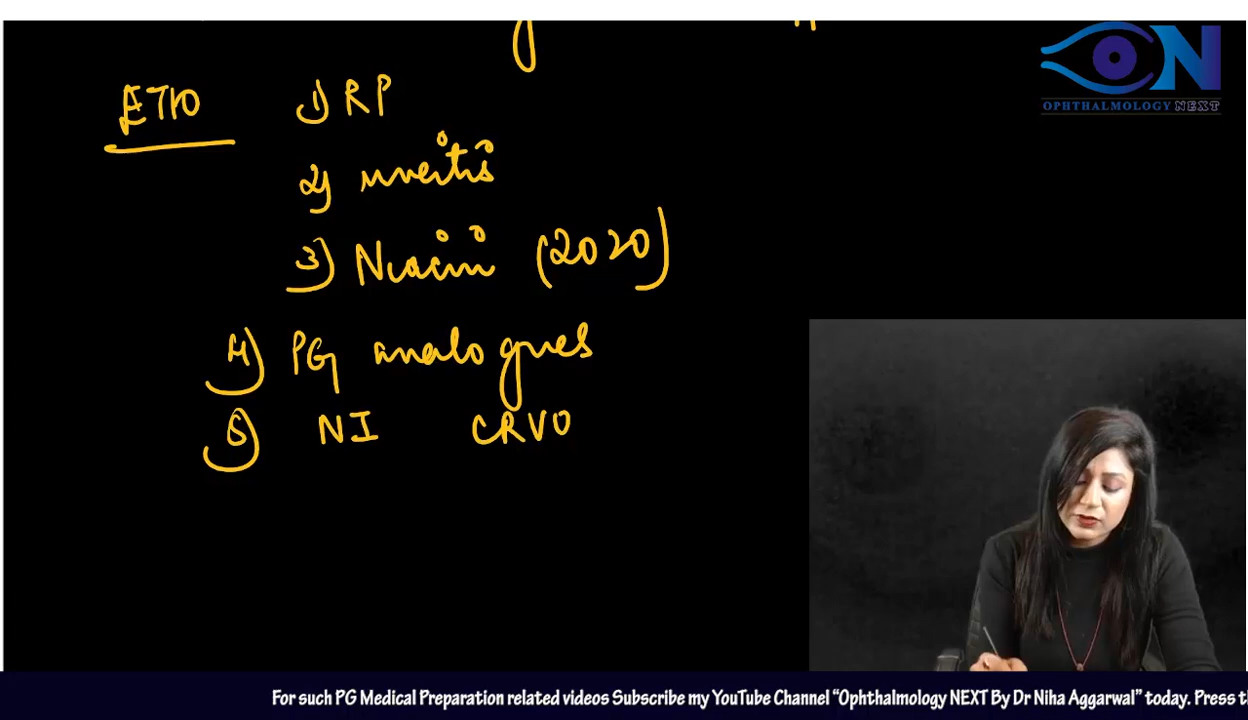 ON
OPHTHALMOLOGY NEXT
ETIO 1) RP
2) uveitis
3) Niacin (2020)
4) PG analogues
5) NI CRVO
For such PG Medical Preparation related videos Subscribe my YouTube Channel “Ophthalmology NEXT By Dr Niha Aggarwal” today. Press t